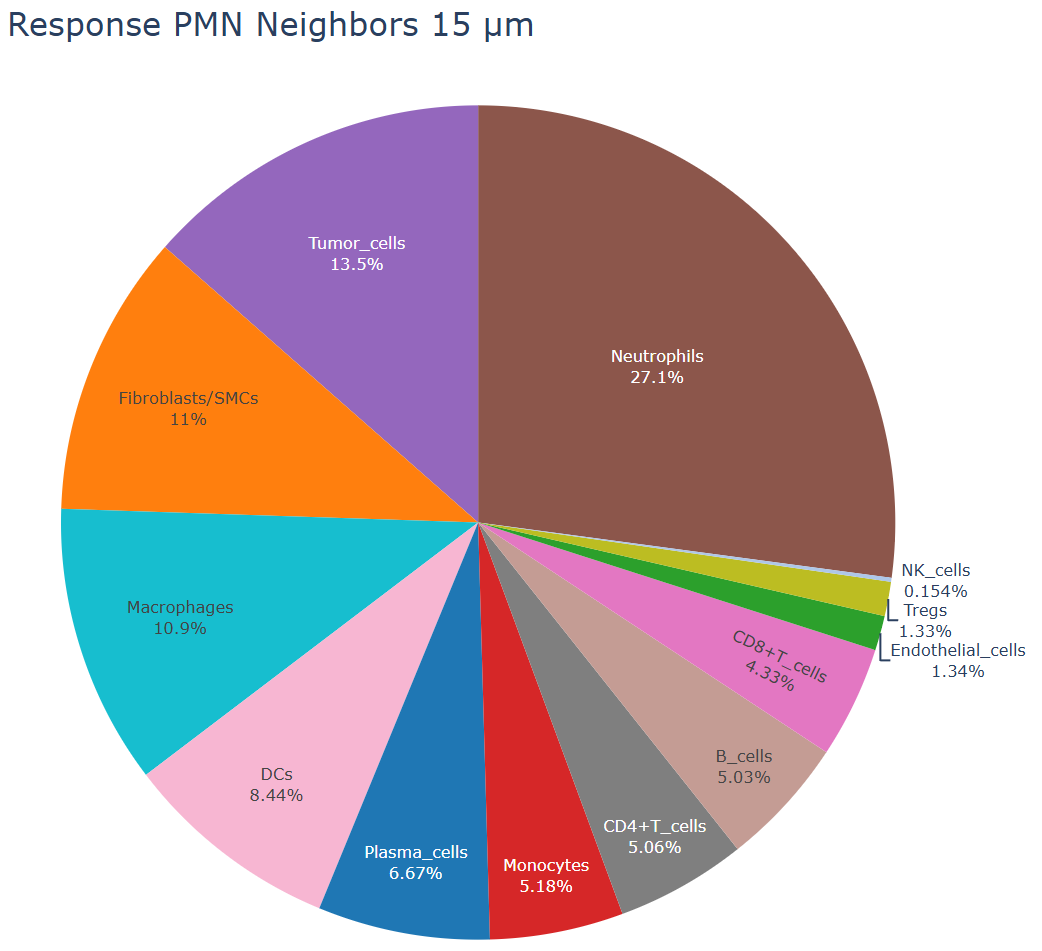 Response PMN Neighbors 15 μm
Neutrophils
27.1%
Tumor_cells
13.5%
Fibroblasts/SMCs
11%
Macrophages
10.9%
DCs
8.44%
Plasma_cells
6.67%
Monocytes
5.18%
CD4+T_cells
5.06%
B_cells
5.03%
CD8+T_cells
4.33%
Endothelial_cells
1.34%
Tregs
1.33%
NK_cells
0.154%